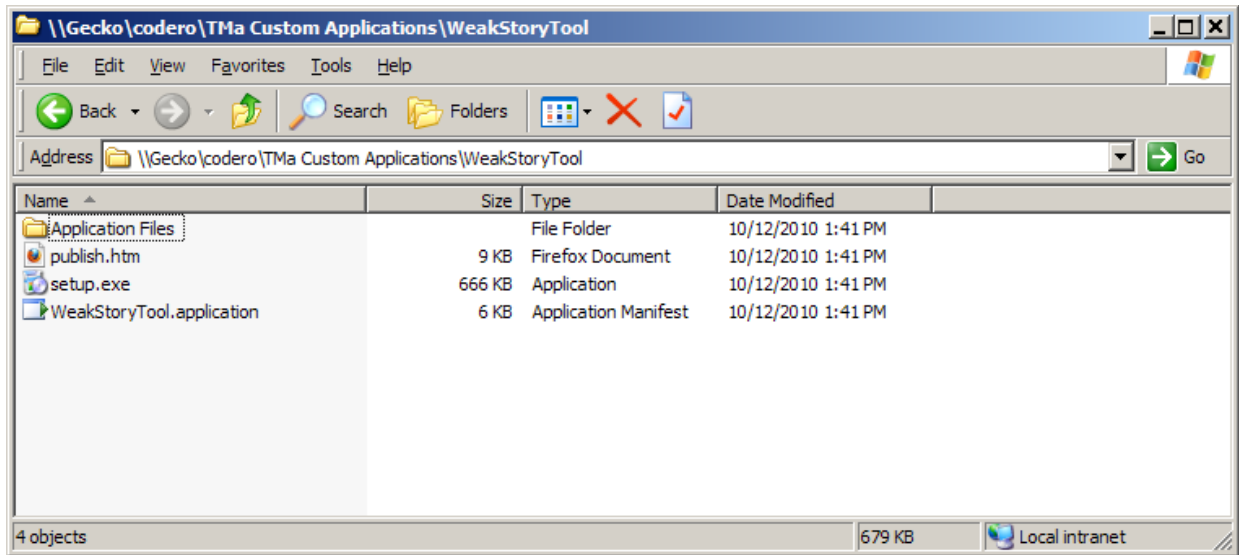 \\Gecko\codero\TMa Custom Applications\WeakStoryTool
File Edit View Favorites Tools Help
Back Search Folders
Address \\Gecko\codero\TMa Custom Applications\WeakStoryTool Go
Name Size Type Date Modified
Application Files File Folder 10/12/2010 1:41 PM
publish.htm 9 KB Firefox Document 10/12/2010 1:41 PM
setup.exe 666 KB Application 10/12/2010 1:41 PM
WeakStoryTool.application 6 KB Application Manifest 10/12/2010 1:41 PM
4 objects 679 KB Local intranet